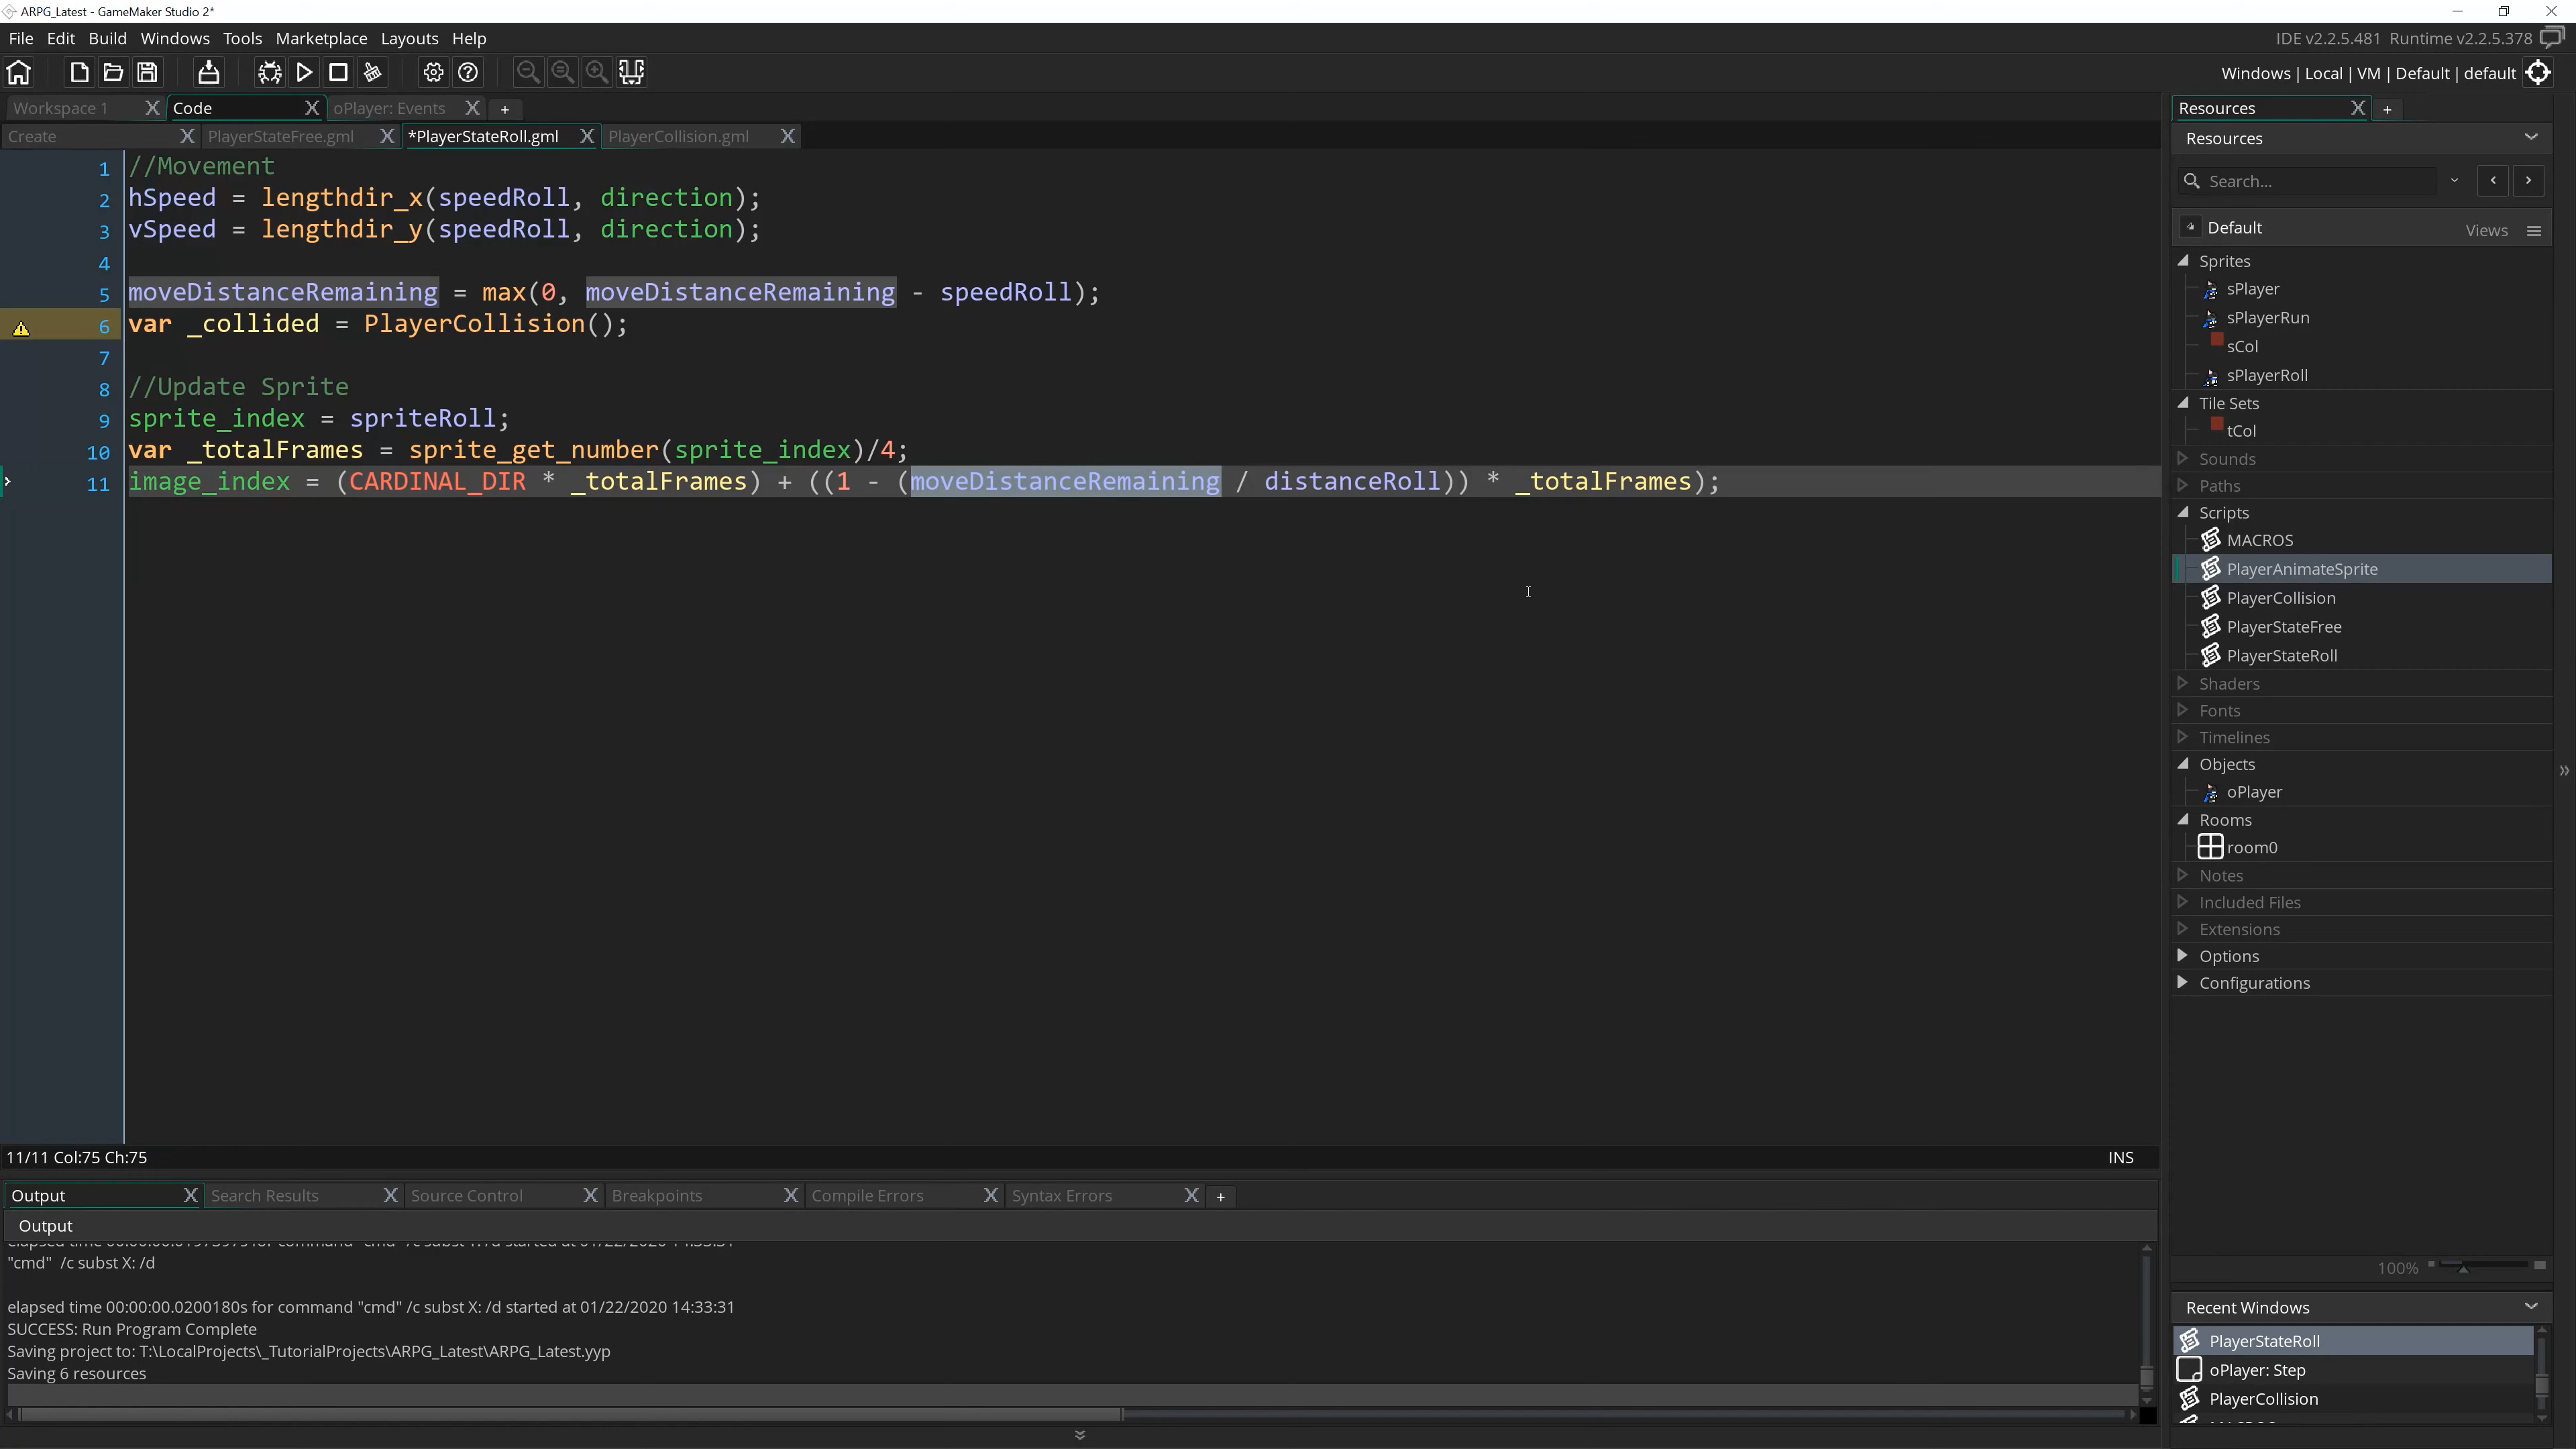 ARPG_Latest - GameMaker Studio 2*
File Edit Build Windows Tools Marketplace Layouts Help
IDE v2.2.5.481 Runtime v2.2.5.378
Windows | Local | VM | Default | default
Workspace 1 X Code X oPlayer: Events X +
Create X PlayerStateFree.gml X *PlayerStateRoll.gml X PlayerCollision.gml X
1 //Movement
2 hSpeed = lengthdir_x(speedRoll, direction);
3 vSpeed = lengthdir_y(speedRoll, direction);
4
5 moveDistanceRemaining = max(0, moveDistanceRemaining - speedRoll);
6 var _collided = PlayerCollision();
7
8 //Update Sprite
9 sprite_index = spriteRoll;
10 var _totalFrames = sprite_get_number(sprite_index)/4;
11 image_index = (CARDINAL_DIR * _totalFrames) + ((1 - (moveDistanceRemaining / distanceRoll)) * _totalFrames);
11/11 Col:75 Ch:75
INS
Output X Search Results X Source Control X Breakpoints X Compile Errors X Syntax Errors X +
Output
"cmd" /c subst X: /d
elapsed time 00:00:00.0200180s for command "cmd" /c subst X: /d started at 01/22/2020 14:33:31
SUCCESS: Run Program Complete
Saving project to: T:\LocalProjects\_TutorialProjects\ARPG_Latest\ARPG_Latest.yyp
Saving 6 resources
Resources X +
Resources
Search...
Default
Views
Sprites
sPlayer
sPlayerRun
sCol
sPlayerRoll
Tile Sets
tCol
Sounds
Paths
Scripts
MACROS
PlayerAnimateSprite
PlayerCollision
PlayerStateFree
PlayerStateRoll
Shaders
Fonts
Timelines
Objects
oPlayer
Rooms
room0
Notes
Included Files
Extensions
Options
Configurations
100%
Recent Windows
PlayerStateRoll
oPlayer: Step
PlayerCollision